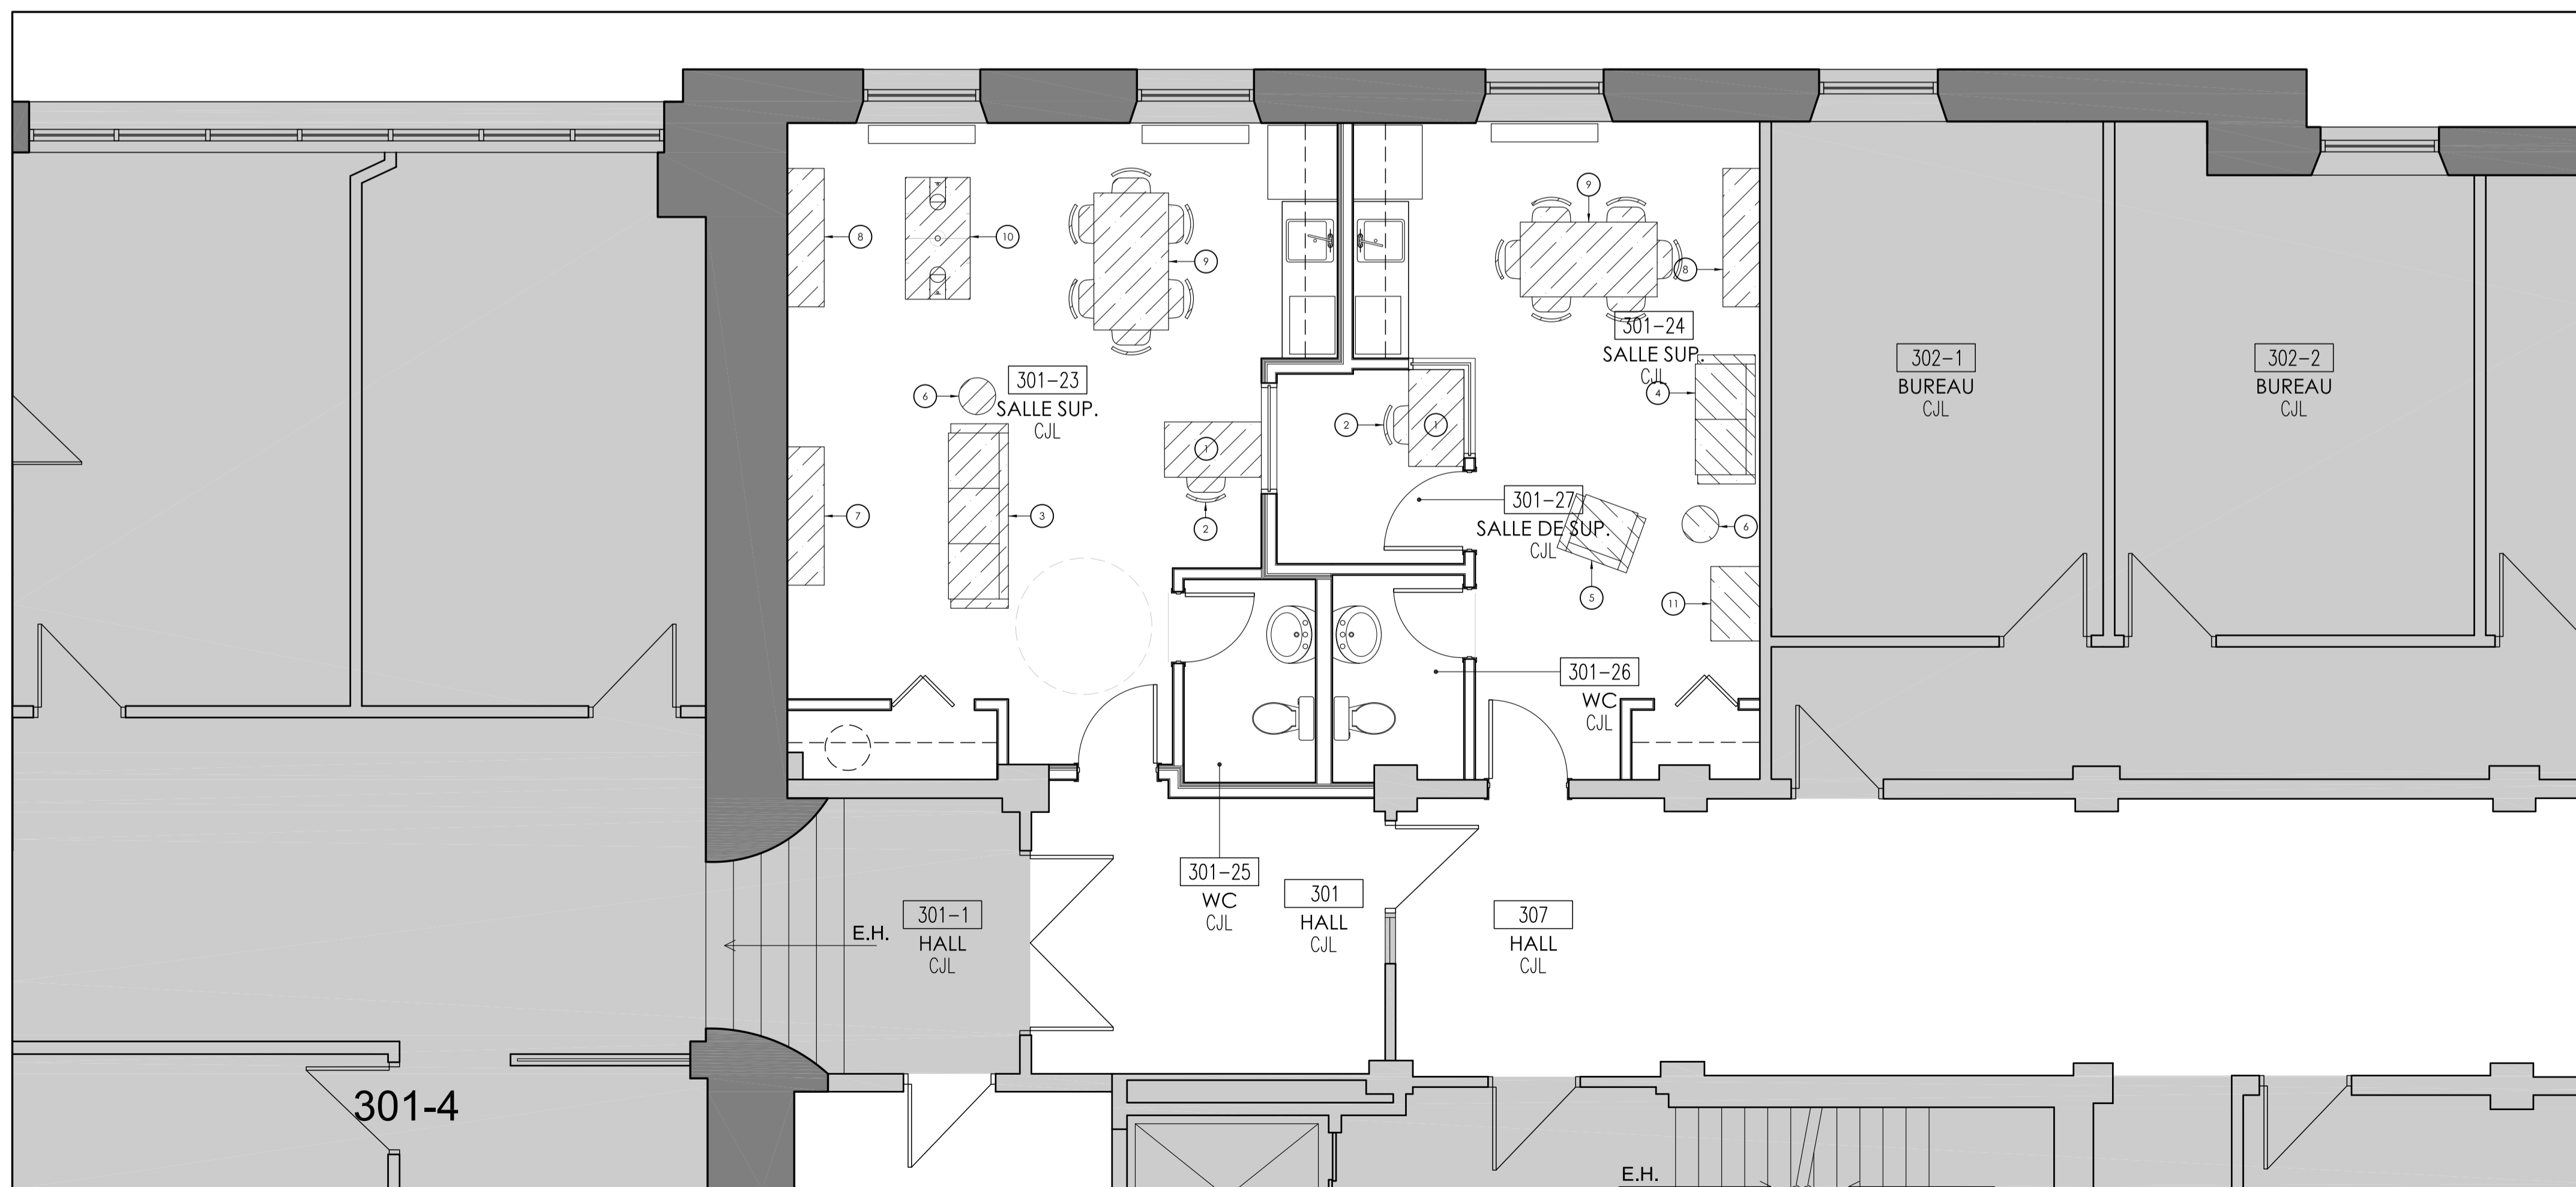 9
8
10
9
8
301-24
SALLE SUP.
CJL
302-1
BUREAU
CJL
302-2
BUREAU
CJL
301-23
SALLE SUP.
CJL
6
4
2
1
1
2
7
3
301-27
SALLE DE SUP.
CJL
6
5
11
301-26
WC
CJL
301-25
WC
CJL
301
HALL
CJL
307
HALL
CJL
301-1
HALL
CJL
E.H.
301-4
E.H.